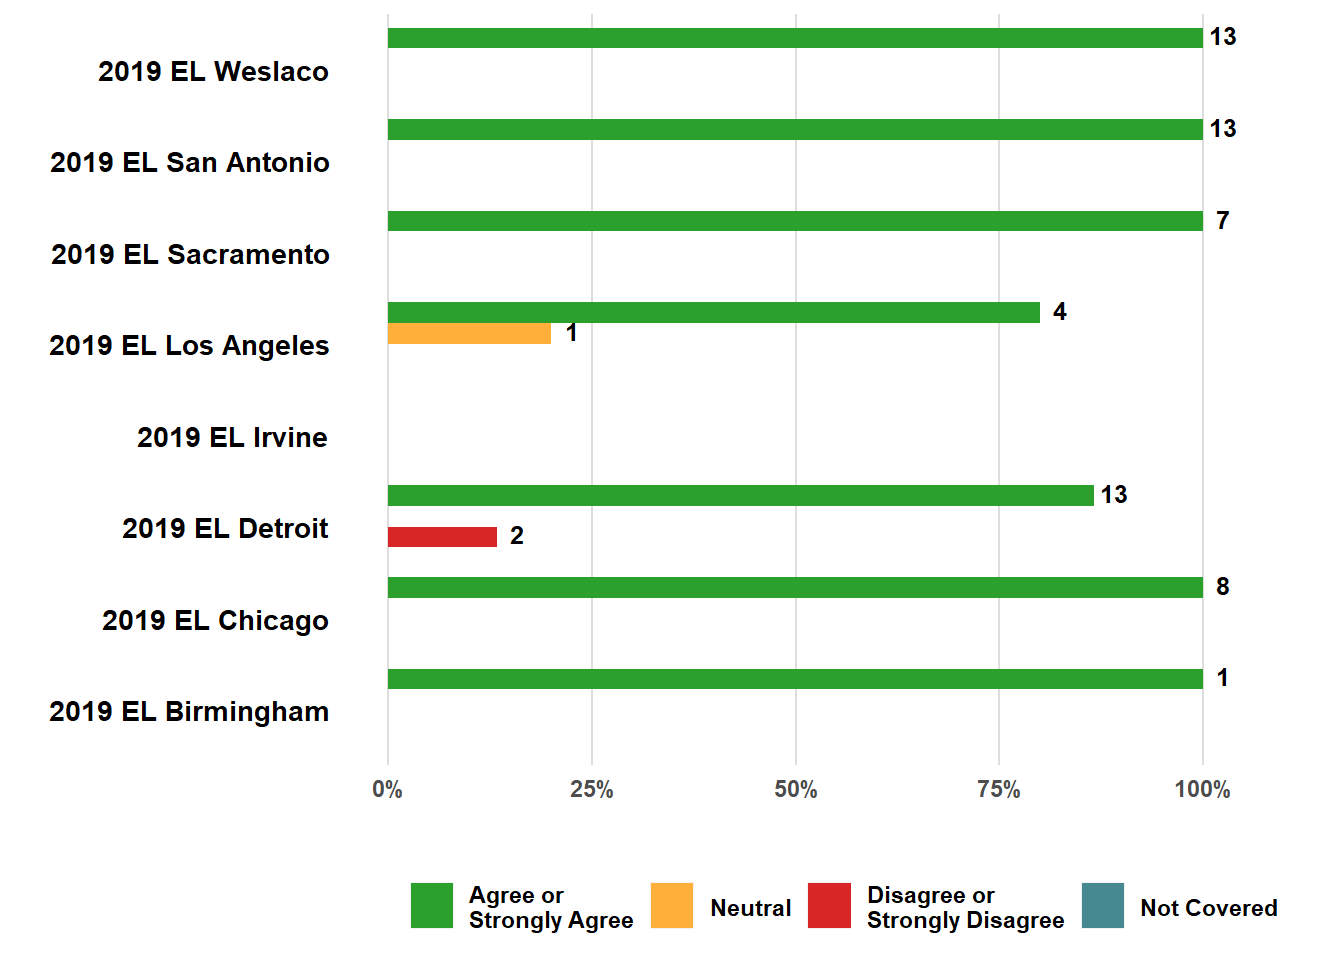 13
2019 EL Weslaco
13
2019 EL San Antonio
7
2019 EL Sacramento
4
1
2019 EL Los Angeles
2019 EL Irvine
13
2019 EL Detroit
2
8
2019 EL Chicago
1
2019 EL Birmingham
0% 25% 50% 75% 100%
Agree or
Strongly Agree
Neutral
Disagree or
Strongly Disagree
Not Covered